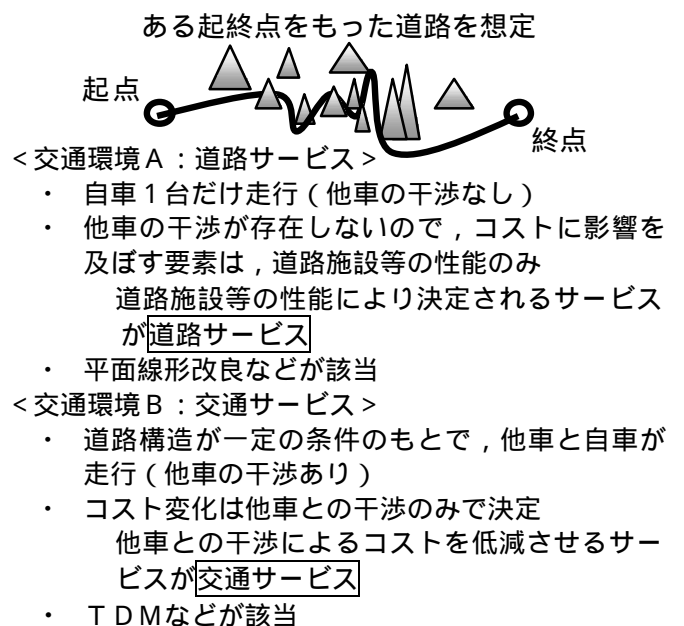 ある起終点をもった道路を想定
起点
終点
＜交通環境Ａ：道路サービス＞
・ 自車１台だけ走行（他車の干渉なし）
・ 他車の干渉が存在しないので，コストに影響を
及ぼす要素は，道路施設等の性能のみ
道路施設等の性能により決定されるサービス
が道路サービス
・ 平面線形改良などが該当
＜交通環境Ｂ：交通サービス＞
・ 道路構造が一定の条件のもとで，他車と自車が
走行（他車の干渉あり）
・ コスト変化は他車との干渉のみで決定
他車との干渉によるコストを低減させるサー
ビスが交通サービス
・ ＴＤＭなどが該当